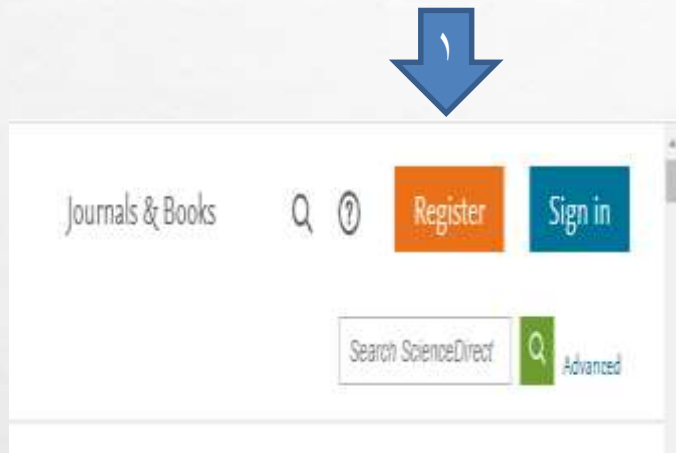 ١
Journals & Books Register Sign in
Search ScienceDirect Advanced